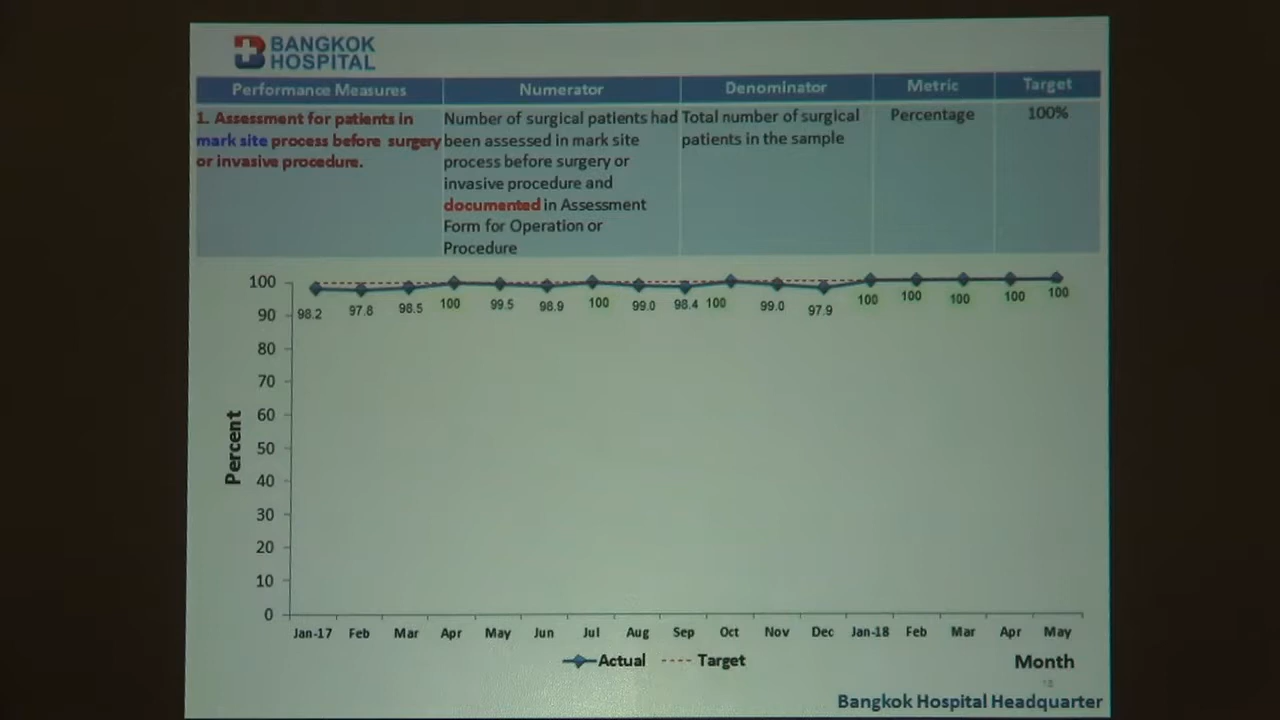 BANGKOK
HOSPITAL
Performance Measures
Numerator
Denominator
Metric
Target
1. Assessment for patients in
mark site process before surgery
or invasive procedure.
Number of surgical patients had
been assessed in mark site
process before surgery or
invasive procedure and
documented in Assessment
Form for Operation or
Procedure
Total number of surgical
patients in the sample
Percentage
100%
100
90
80
70
60
50
40
30
20
10
0
Percent
98.2 97.8 98.5 100 99.5 98.9 100 99.0 98.4 100 99.0 97.9 100 100 100 100 100
Jan-17 Feb Mar Apr May Jun Jul Aug Sep Oct Nov Dec Jan-18 Feb Mar Apr May
Actual Target
Month
Bangkok Hospital Headquarter